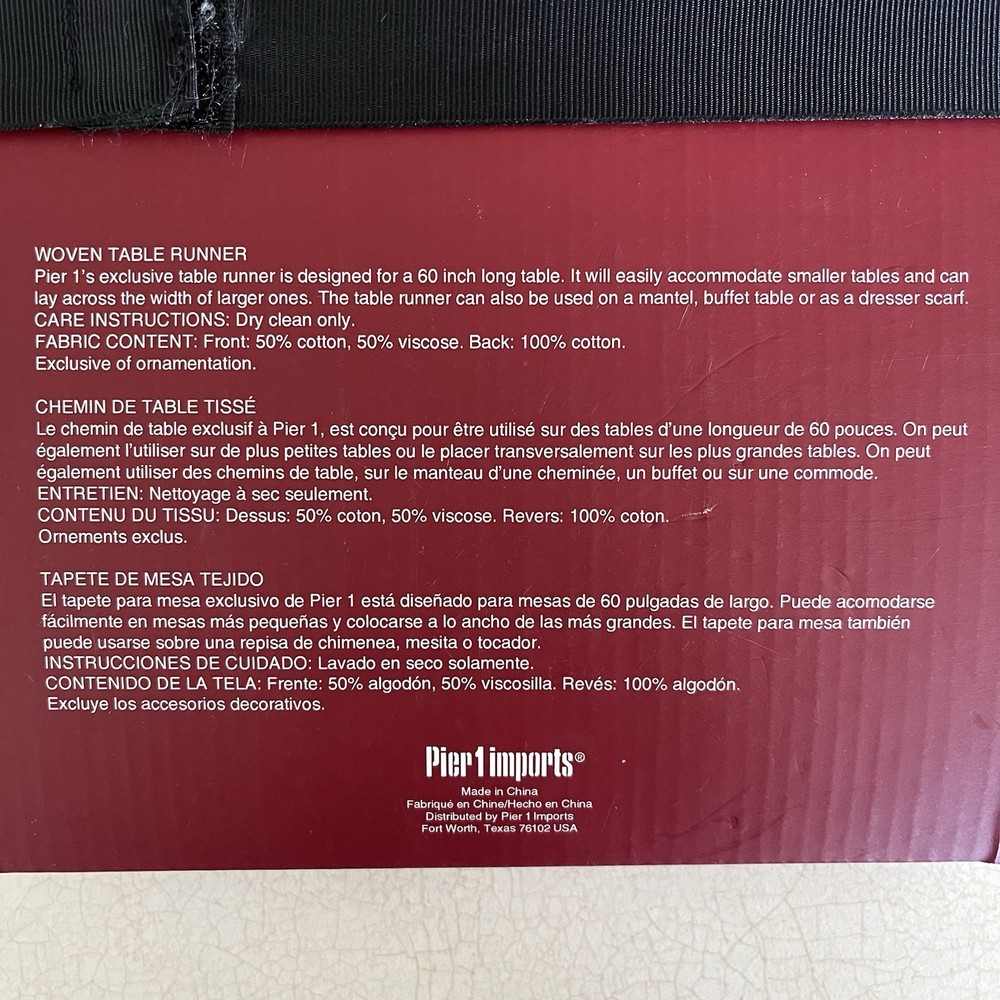 WOVEN TABLE RUNNER
Pier 1's exclusive table runner is designed for a 60 inch long table. It will easily accommodate smaller tables and can
lay across the width of larger ones. The table runner can also be used on a mantel, buffet table or as a dresser scarf.
CARE INSTRUCTIONS: Dry clean only.
FABRIC CONTENT: Front: 50% cotton, 50% viscose. Back: 100% cotton.
Exclusive of ornamentation.
CHEMIN DE TABLE TISSÉ
Le chemin de table exclusif à Pier 1, est conçu pour être utilisé sur des tables d'une longueur de 60 pouces. On peut
également l'utiliser sur de plus petites tables ou le placer transversalement sur les plus grandes tables. On peut
également utiliser des chemins de table, sur le manteau d'une cheminée, un buffet ou sur une commode.
ENTRETIEN: Nettoyage à sec seulement.
CONTENU DU TISSU: Dessus: 50% coton, 50% viscose. Revers: 100% coton.
Ornements exclus.
TAPETE DE MESA TEJIDO
El tapete para mesa exclusivo de Pier 1 está diseñado para mesas de 60 pulgadas de largo. Puede acomodarse
fácilmente en mesas más pequeñas y colocarse a lo ancho de las más grandes. El tapete para mesa también
puede usarse sobre una repisa de chimenea, mesita o tocador.
INSTRUCCIONES DE CUIDADO: Lavado en seco solamente.
CONTENIDO DE LA TELA: Frente: 50% algodón, 50% viscosilla. Revés: 100% algodón.
Excluye los accesorios decorativos.
Pier 1 imports®
Made in China
Fabriqué en Chine/Hecho en China
Distributed by Pier 1 Imports
Fort Worth, Texas 76102 USA